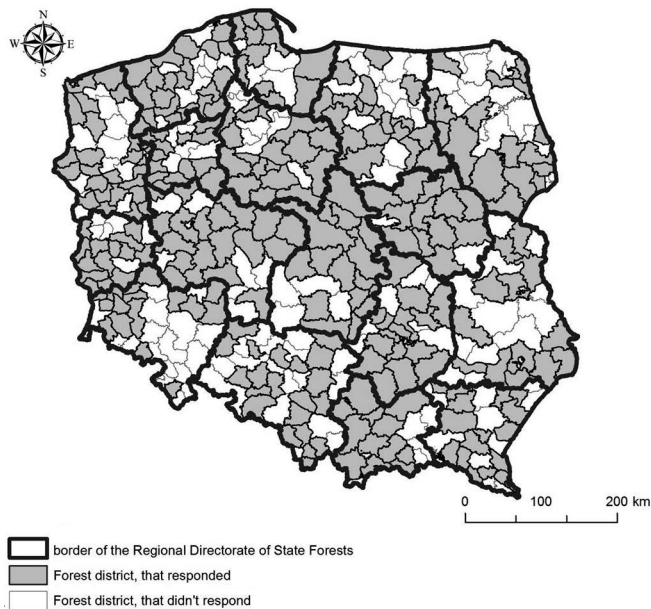 N
W E
S
0 100 200 km
border of the Regional Directorate of State Forests
Forest district, that responded
Forest district, that didn't respond